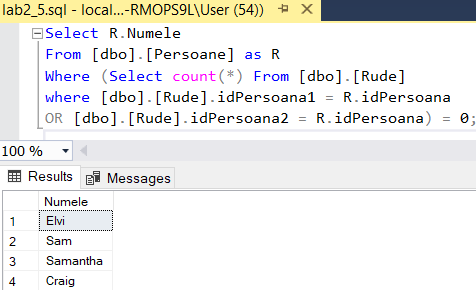 lab2_5.sql - local...-RMOPS9L\User (54))
Select R.Numele
From [dbo].[Persoane] as R
Where (Select count(*) From [dbo].[Rude]
where [dbo].[Rude].idPersoana1 = R.idPersoana
OR [dbo].[Rude].idPersoana2 = R.idPersoana) = 0;
100 %
Results Messages
Numele
1 Elvi
2 Sam
3 Samantha
4 Craig